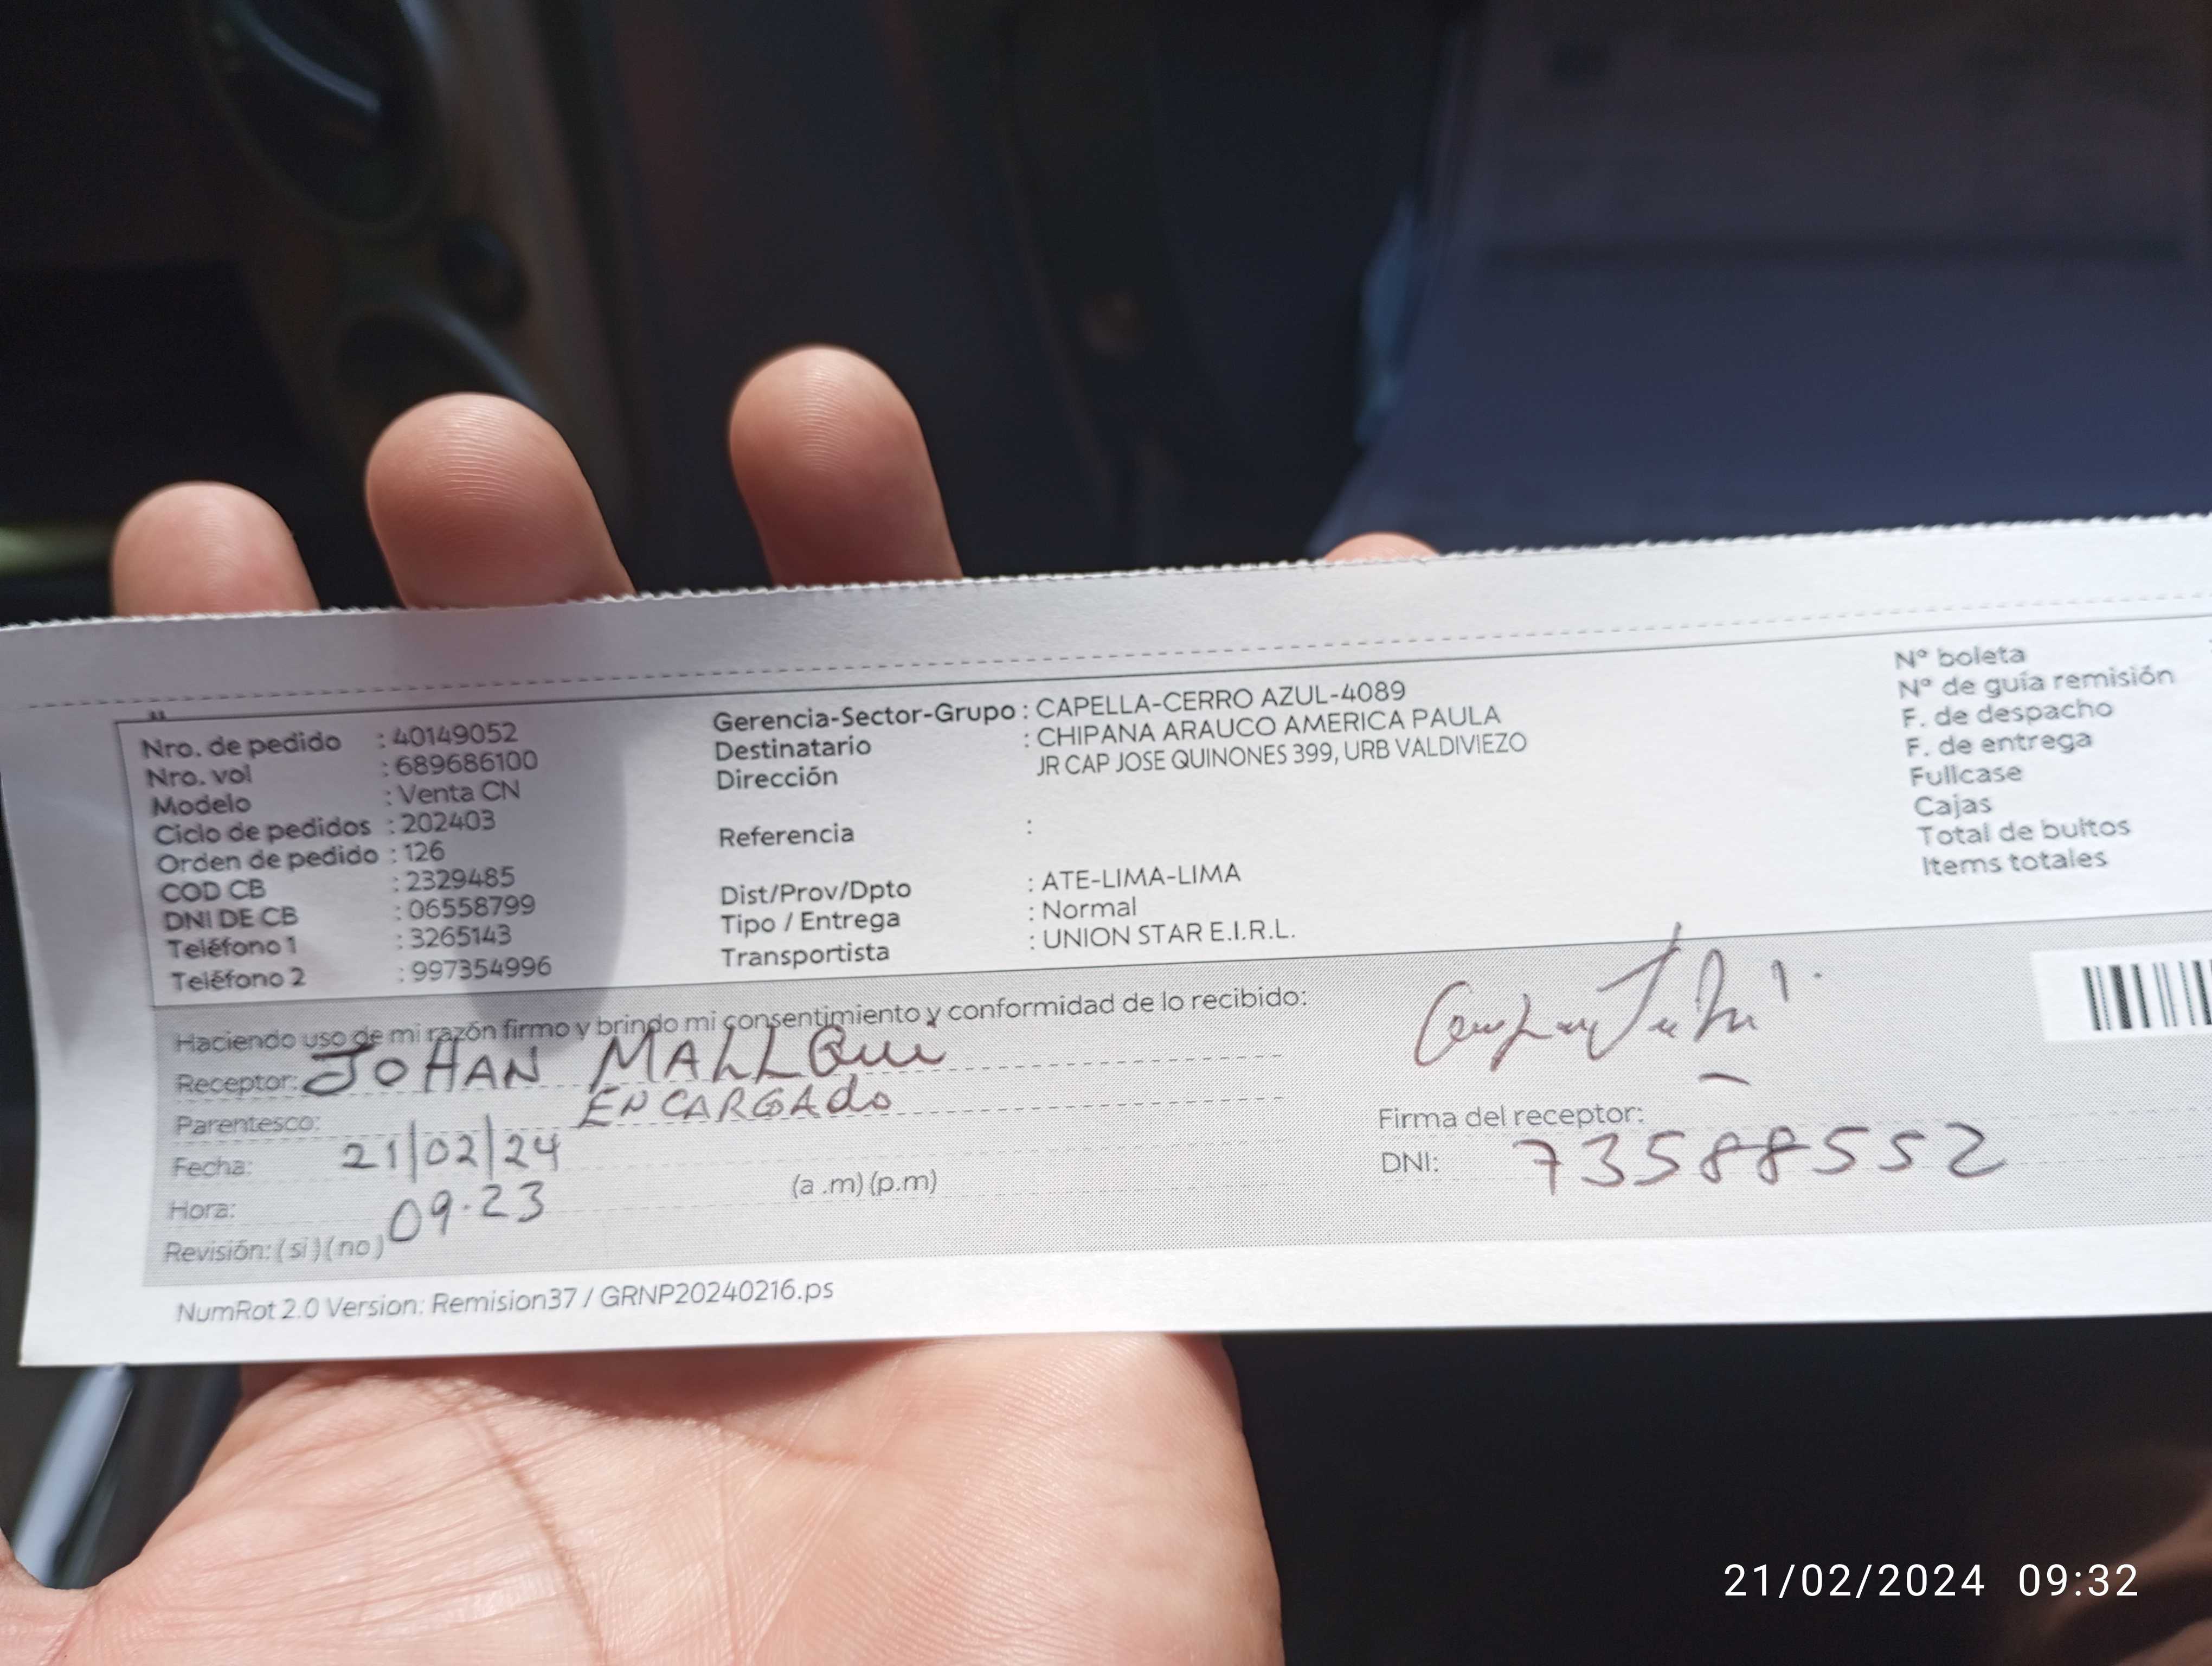 Nro. de pedido : 40149052
Nro. vol : 689686100
Modelo : Venta CN
Ciclo de pedidos : 202403
Orden de pedido : 126
COD CB : 2329485
DNI DE CB : 06558799
Teléfono 1 : 3265143
Teléfono 2 : 997354996
Gerencia-Sector-Grupo : CAPELLA-CERRO AZUL-4089
Destinatario : CHIPANA ARAUCO AMERICA PAULA
Dirección JR CAP JOSE QUINONES 399, URB VALDIVIEZO
Referencia :
Dist/Prov/Dpto : ATE-LIMA-LIMA
Tipo / Entrega : Normal
Transportista : UNION STAR E.I.R.L.
N° boleta
N° de guía remisión
F. de despacho
F. de entrega
Fullcase
Cajas
Total de bultos
Items totales
Haciendo uso de mi razón firmo y brindo mi consentimiento y conformidad de lo recibido:
Receptor: JOHAN MALLQui
Parentesco: ENCARGAdo
Fecha: 21/02/24
Hora: 09.23 (a .m) (p.m)
Revisión: (si) (no)
Firma del receptor:
DNI: 73588552
NumRot 2.0 Version: Remision37 / GRNP20240216.ps
21/02/2024 09:32